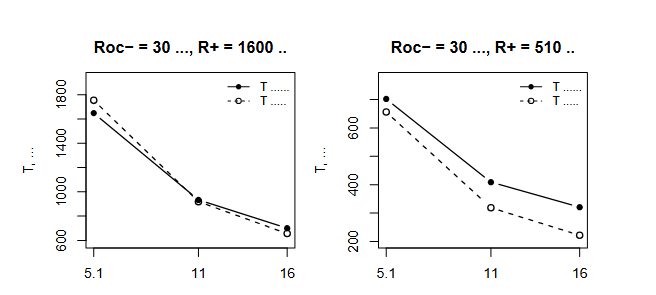 Roc− = 30 ..., R+ = 1600 ..
T ......
T .....
T, ...
1800
1400
1000
600
5.1
11
16
Roc− = 30 ..., R+ = 510 ..
T ......
T .....
T, ...
600
400
200
5.1
11
16